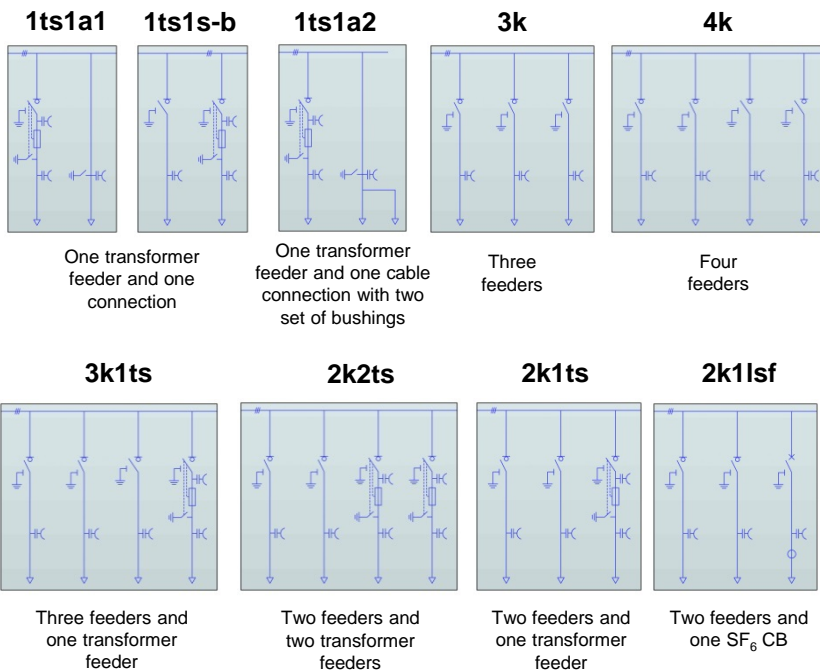 1ts1a1
1ts1s-b
1ts1a2
3k
4k
One transformer
feeder and one
connection
One transformer
feeder and one cable
connection with two
set of bushings
Three
feeders
Four
feeders
3k1ts
2k2ts
2k1ts
2k1lsf
Three feeders and
one transformer
feeder
Two feeders and
two transformer
feeders
Two feeders and
one transformer
feeder
Two feeders and
one SF₆ CB